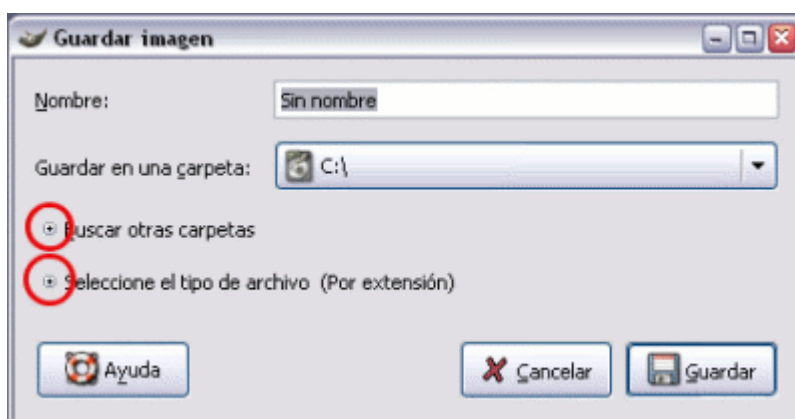 Guardar imagen
Nombre: Sin nombre
Guardar en una carpeta: C:\
Buscar otras carpetas
Seleccione el tipo de archivo (Por extensión)
Ayuda Cancelar Guardar